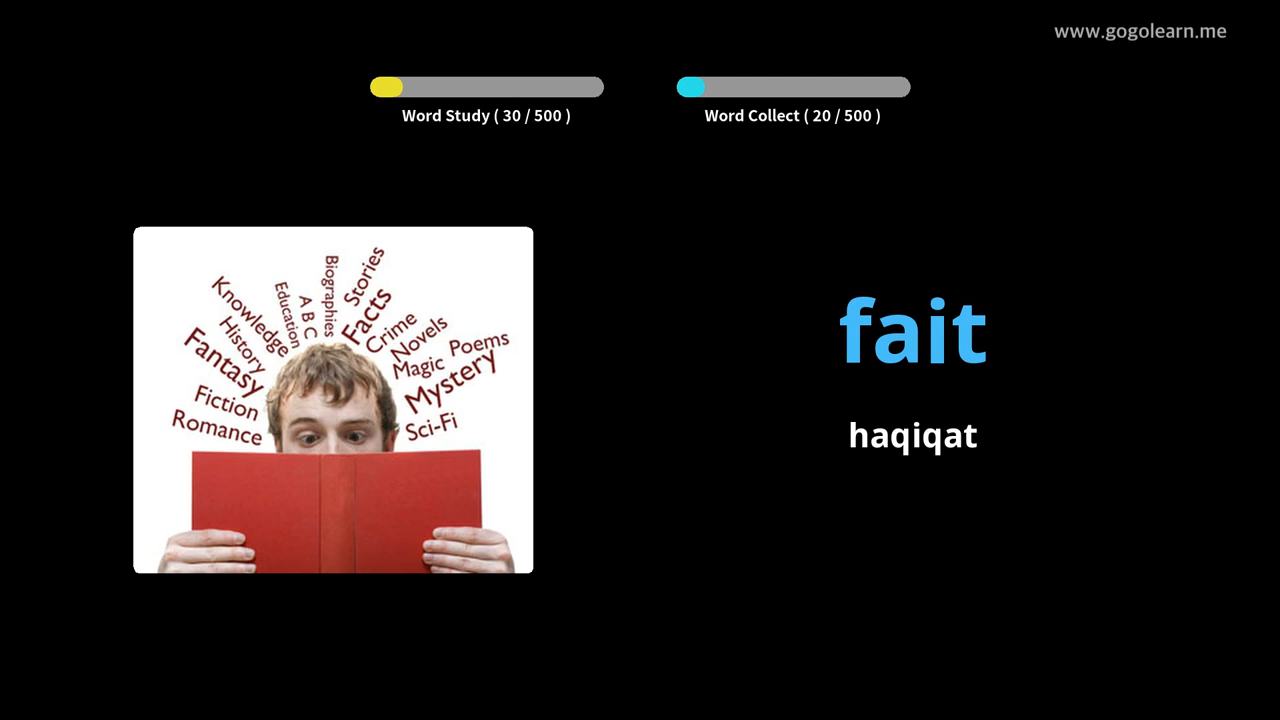 www.gogolearn.me
Word Study ( 30 / 500 )
Word Collect ( 20 / 500 )
Knowledge
History
Fantasy
Fiction
Romance
Education
A B C
Biographies
Stories
Facts
Crime
Novels
Magic
Poems
Mystery
Sci-Fi
fait
haqiqat